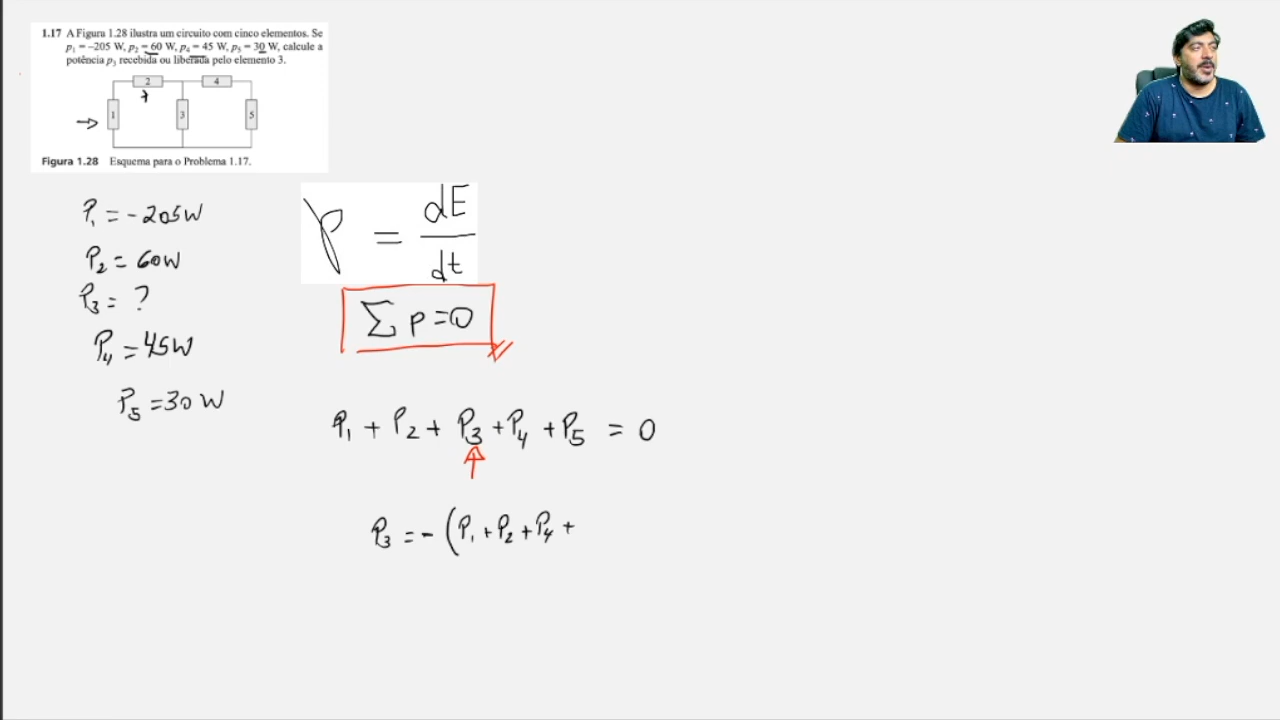 1.17 A Figura 1.28 ilustra um circuito com cinco elementos. Se
p₁ = –205 W, p₂ = 60 W, p₄ = 45 W, p₅ = 30 W, calcule a
potência p₃ recebida ou liberada pelo elemento 3.
2 4
1 3 5
Figura 1.28 Esquema para o Problema 1.17.
P₁ = -205W
P₂ = 60W
P₃ = ?
P₄ = 45W
P₅ = 30 W
p = dE/dt
∑ p = 0
P₁ + P₂ + P₃ + P₄ + P₅ = 0
P₃ = - (P₁ + P₂ + P₄ +